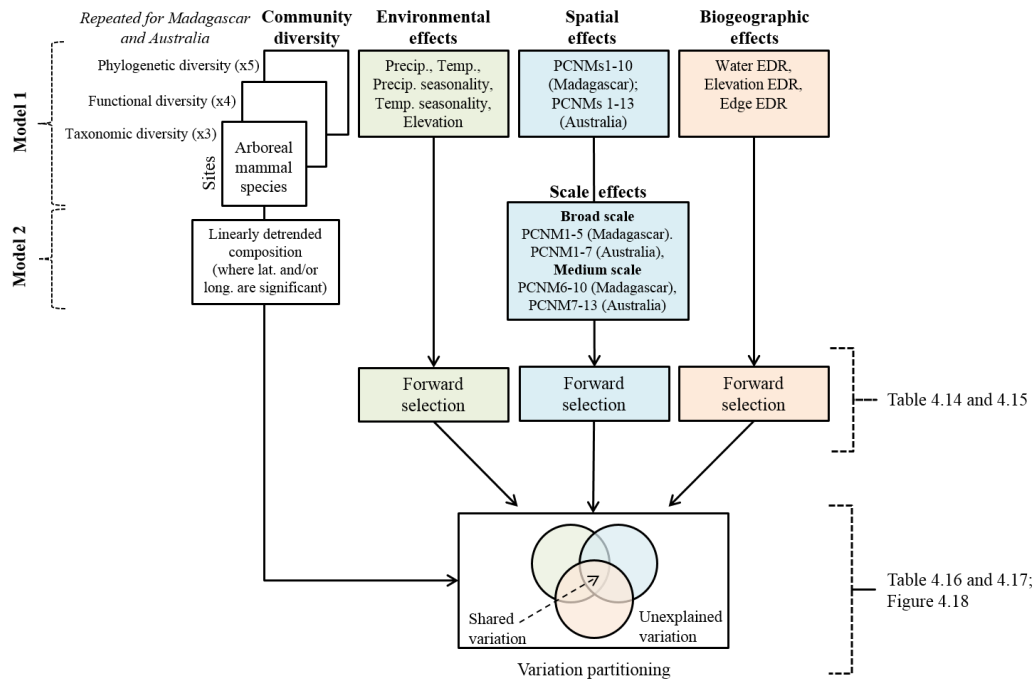 Repeated for Madagascar
and Australia
Community
diversity
Environmental
effects
Spatial
effects
Biogeographic
effects
Model 1
Phylogenetic diversity (x5)
Functional diversity (x4)
Taxonomic diversity (x3)
Sites
Arboreal
mammal
species
Precip., Temp.,
Precip. seasonality,
Temp. seasonality,
Elevation
PCNMs1-10
(Madagascar);
PCNMs 1-13
(Australia)
Water EDR,
Elevation EDR,
Edge EDR
Model 2
Linearly detrended
composition
(where lat. and/or
long. are significant)
Scale effects
Broad scale
PCNM1-5 (Madagascar).
PCNM1-7 (Australia),
Medium scale
PCNM6-10 (Madagascar),
PCNM7-13 (Australia)
Forward
selection
Forward
selection
Forward
selection
Table 4.14 and 4.15
Shared
variation
Unexplained
variation
Variation partitioning
Table 4.16 and 4.17;
Figure 4.18